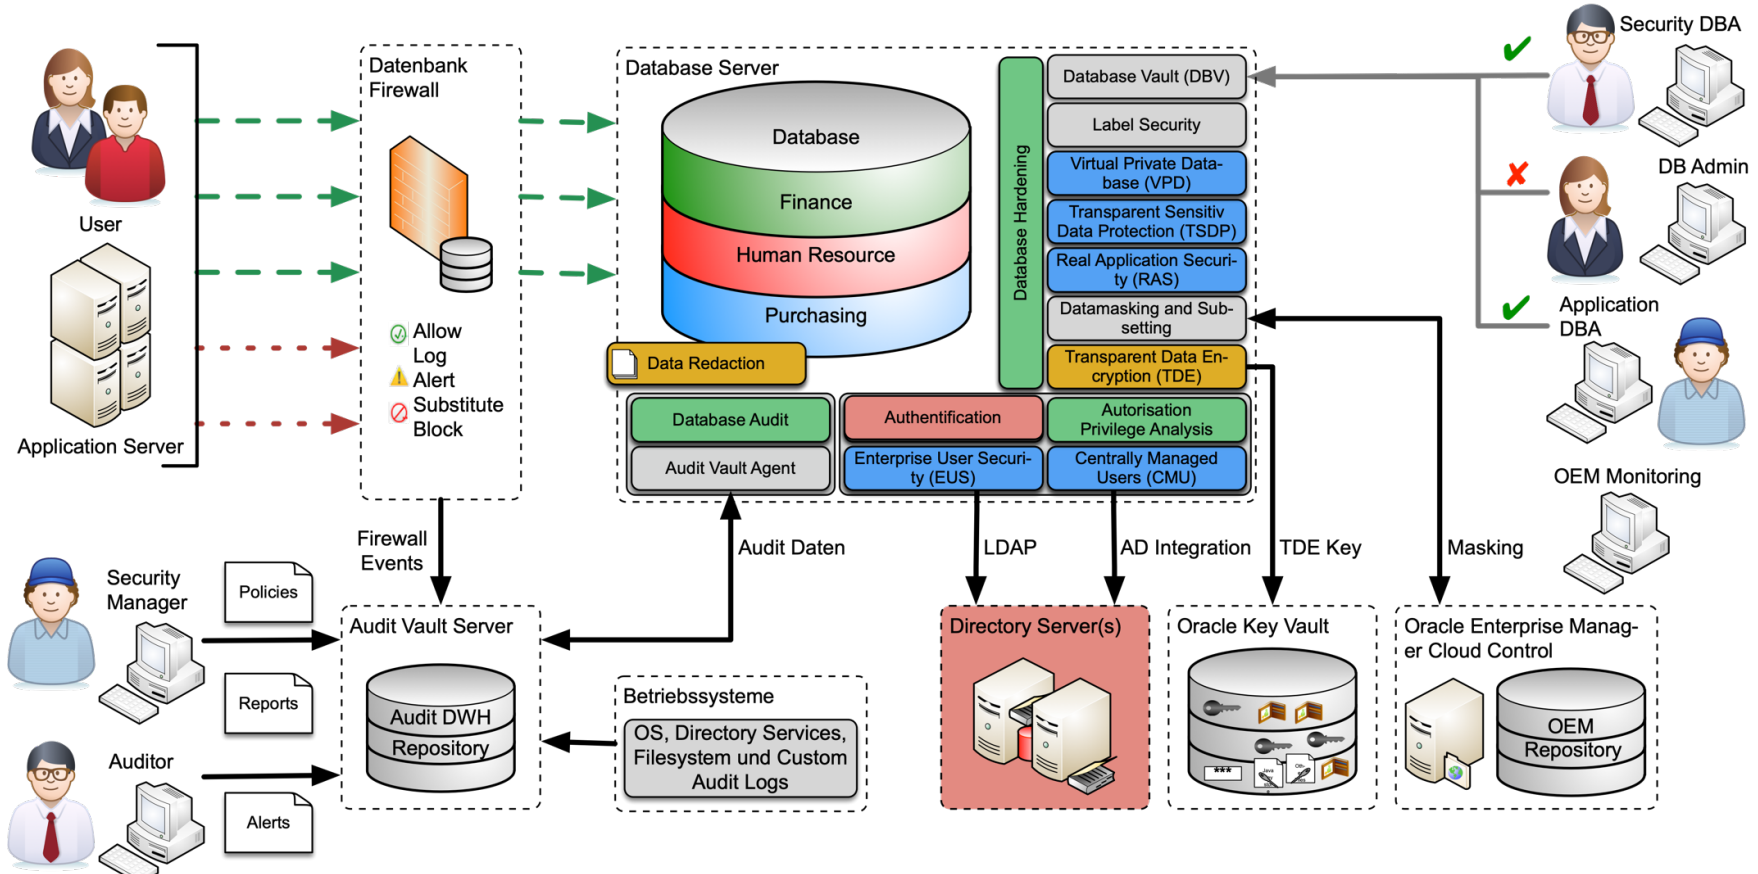 User
Application Server
Datenbank
Firewall
Allow
Log
Alert
Substitute
Block
Database Server
Database
Finance
Human Resource
Purchasing
Data Redaction
Database Hardening
Database Vault (DBV)
Label Security
Virtual Private Data-
base (VPD)
Transparent Sensitiv
Data Protection (TSDP)
Real Application Securi-
ty (RAS)
Datamasking and Sub-
setting
Transparent Data En-
cryption (TDE)
Database Audit
Audit Vault Agent
Authentification
Autorisation
Privilege Analysis
Enterprise User Securi-
ty (EUS)
Centrally Managed
Users (CMU)
Security DBA
DB Admin
Application
DBA
OEM Monitoring
Firewall
Events
Audit Daten
LDAP
AD Integration
TDE Key
Masking
Security
Manager
Policies
Reports
Auditor
Alerts
Audit Vault Server
Audit DWH
Repository
Betriebssysteme
OS, Directory Services,
Filesystem und Custom
Audit Logs
Directory Server(s)
Oracle Key Vault
***
Java
Oracle Enterprise Manag-
er Cloud Control
OEM
Repository